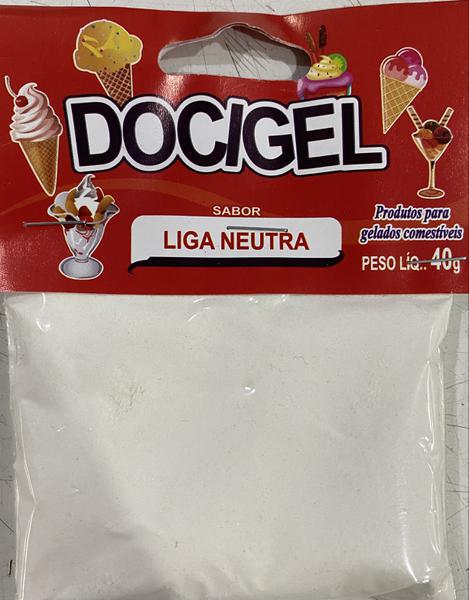 DOCIGEL
SABOR
LIGA NEUTRA
Produtos para
gelados comestíveis
PESO LÍQ.. 40g